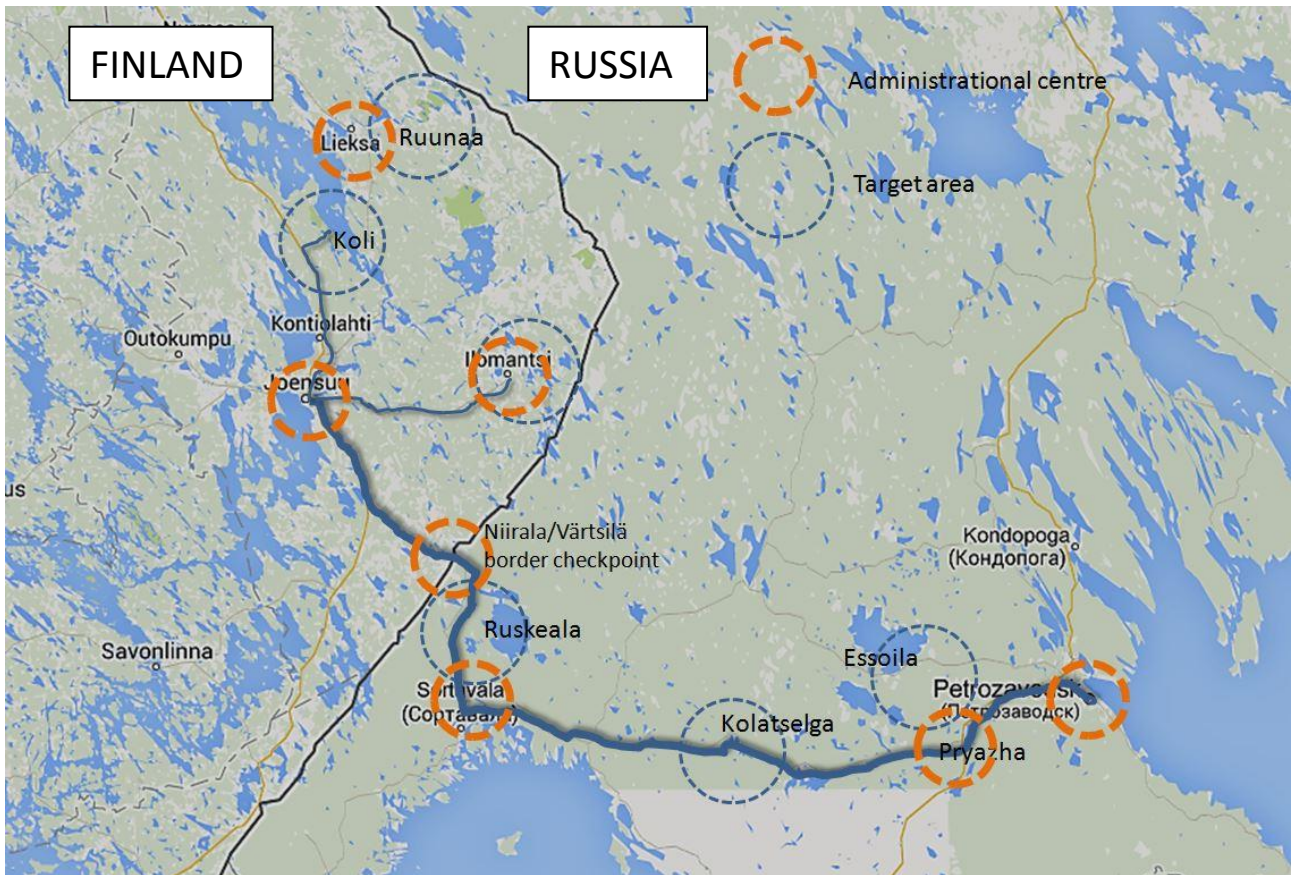 FINLAND
RUSSIA
Administrational centre
Lieksa
Ruunaa
Target area
Koli
Kontiolahti
Outokumpu
Ilomantsi
Joensuu
us
Niirala/Värtsilä
border checkpoint
Kondopoga
(Кондопога)
Ruskeala
Savonlinna
Essoila
Sortavala
(Сортавала)
Petrozavodsk
(Петрозаводск)
Kolatselga
Pryazha